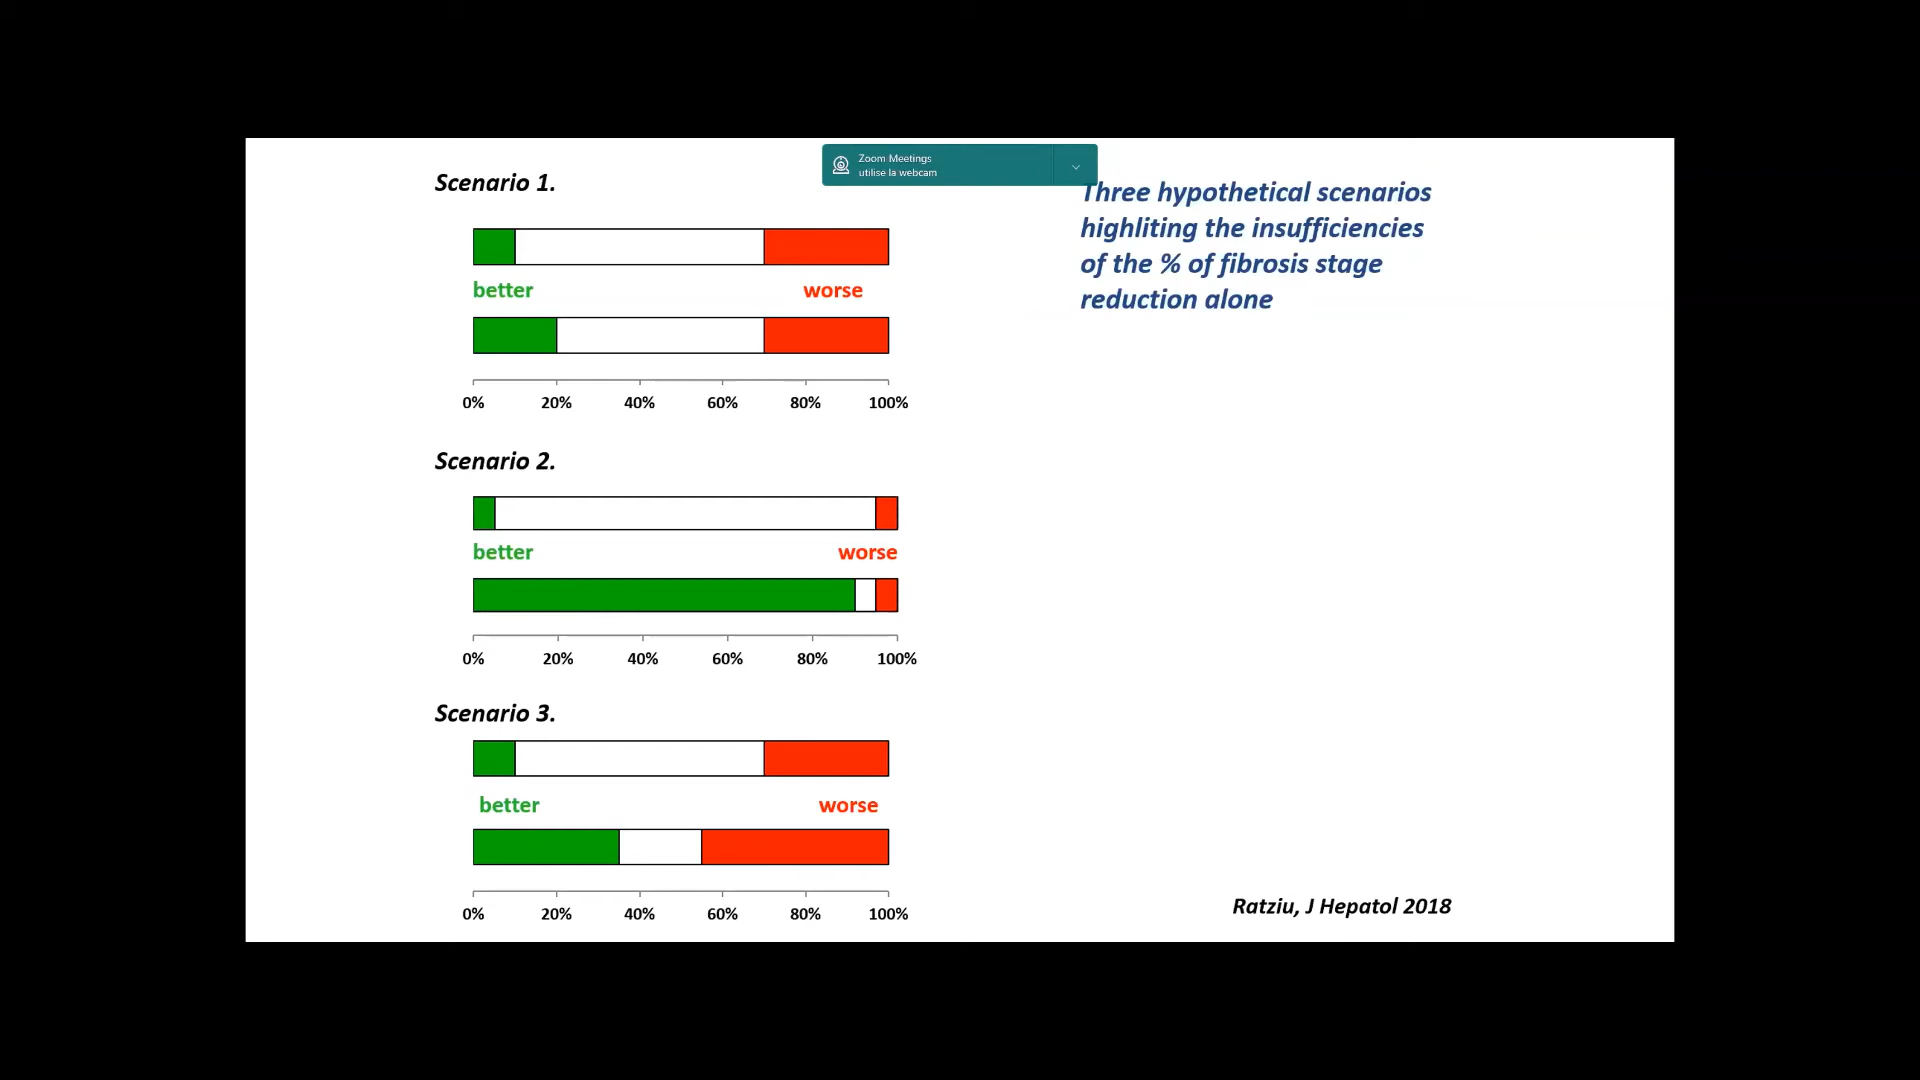 Zoom Meetings
utilise la webcam
Scenario 1.
Three hypothetical scenarios
highliting the insufficiencies
of the % of fibrosis stage
reduction alone
better worse
0% 20% 40% 60% 80% 100%
Scenario 2.
better worse
0% 20% 40% 60% 80% 100%
Scenario 3.
better worse
0% 20% 40% 60% 80% 100%
Ratziu, J Hepatol 2018